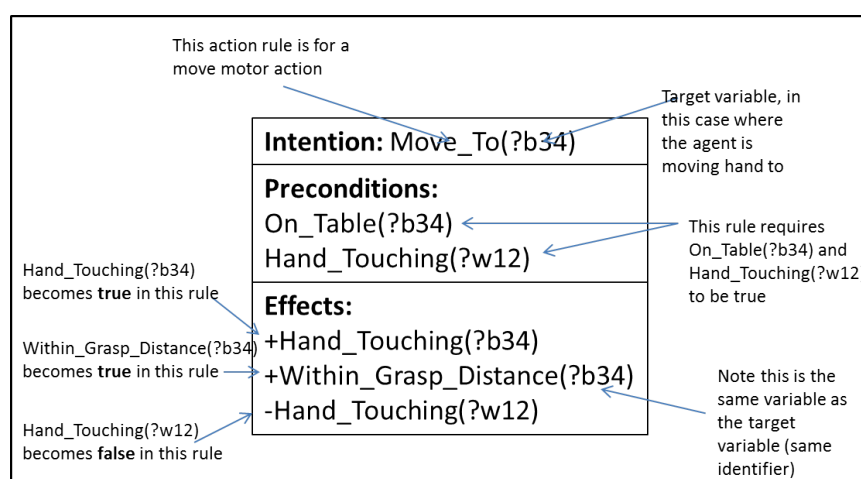 This action rule is for a
move motor action
Target variable, in
this case where
the agent is
moving hand to
Intention: Move_To(?b34)
Preconditions:
On_Table(?b34)
Hand_Touching(?w12)
This rule requires
On_Table(?b34) and
Hand_Touching(?w12
to be true
Hand_Touching(?b34)
becomes true in this rule
Within_Grasp_Distance(?b34)
becomes true in this rule
Hand_Touching(?w12)
becomes false in this rule
Effects:
+Hand_Touching(?b34)
+Within_Grasp_Distance(?b34)
-Hand_Touching(?w12)
Note this is the
same variable as
the target
variable (same
identifier)